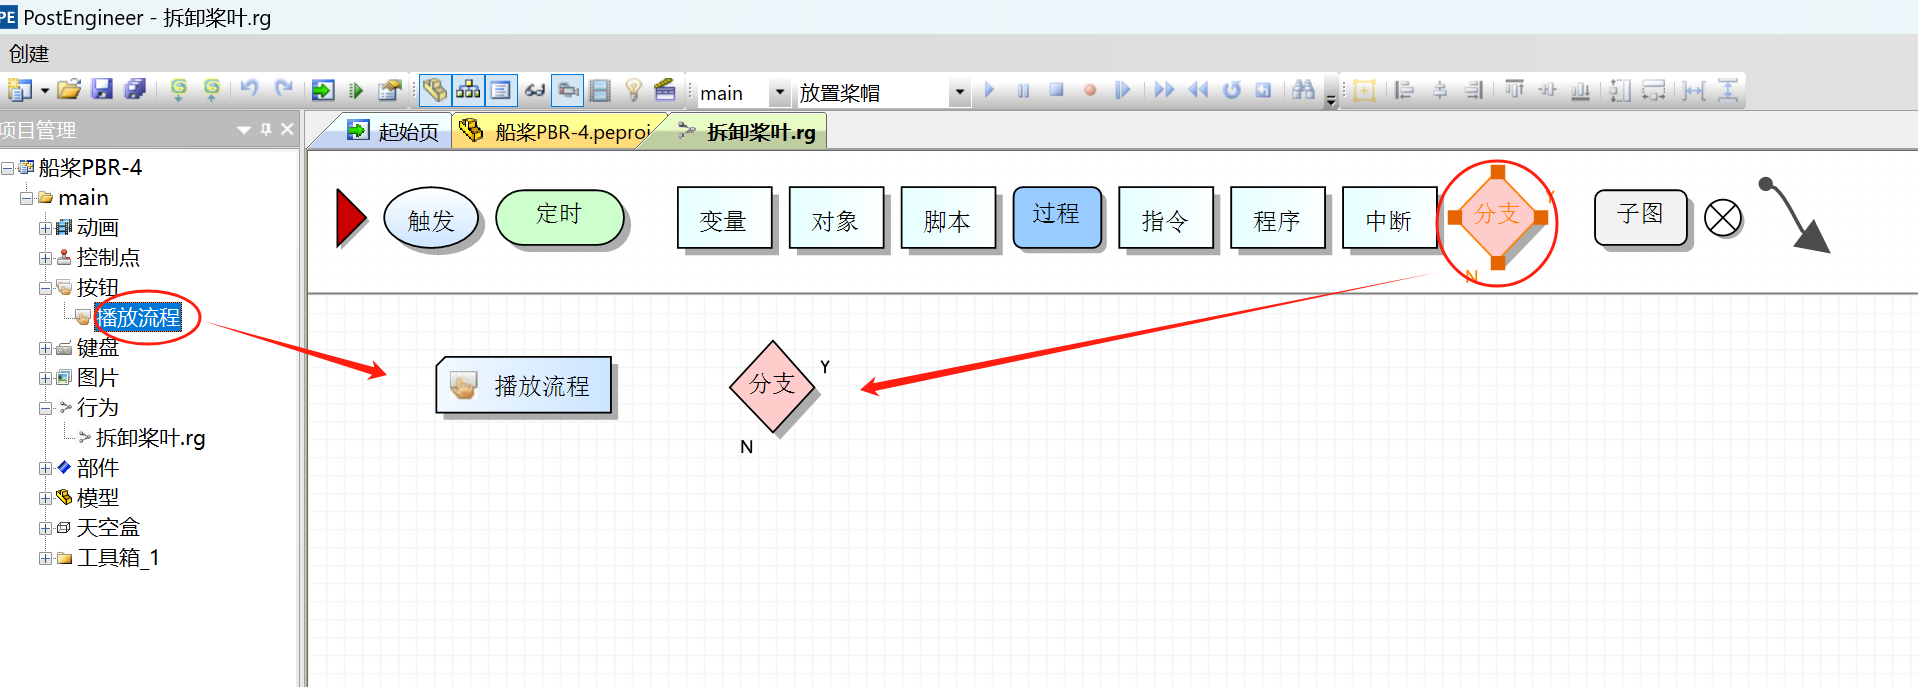 PE PostEngineer - 拆卸桨叶.rg
创建
main 放置桨帽
项目管理
起始页 船桨PBR-4.peproj 拆卸桨叶.rg
船桨PBR-4
main
动画
控制点
按钮
播放流程
键盘
图片
行为
拆卸桨叶.rg
部件
模型
天空盒
工具箱_1
触发 定时 变量 对象 脚本 过程 指令 程序 中断 分支 Y N 子图
播放流程 分支 Y
N